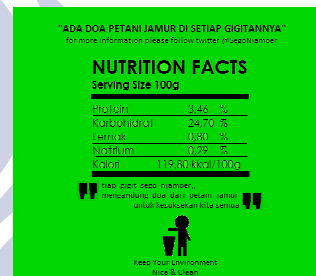 "ADA DOA PETANI JAMUR DI SETIAP GIGITANNYA"
for more information please follow twitter @SegoNjamoer
NUTRITION FACTS
Serving Size 100g
Protein 3,46 %
Karbohidrat 24,70 %
Lemak 0,80 %
Natrium 0,29 %
Kalori 119,80 kkal/100g
tiap gigit sego njamoer,,
mengandung doa dari petani jamur
untuk kesuksekan kita semua
Keep Your Environment
Nice & Clean